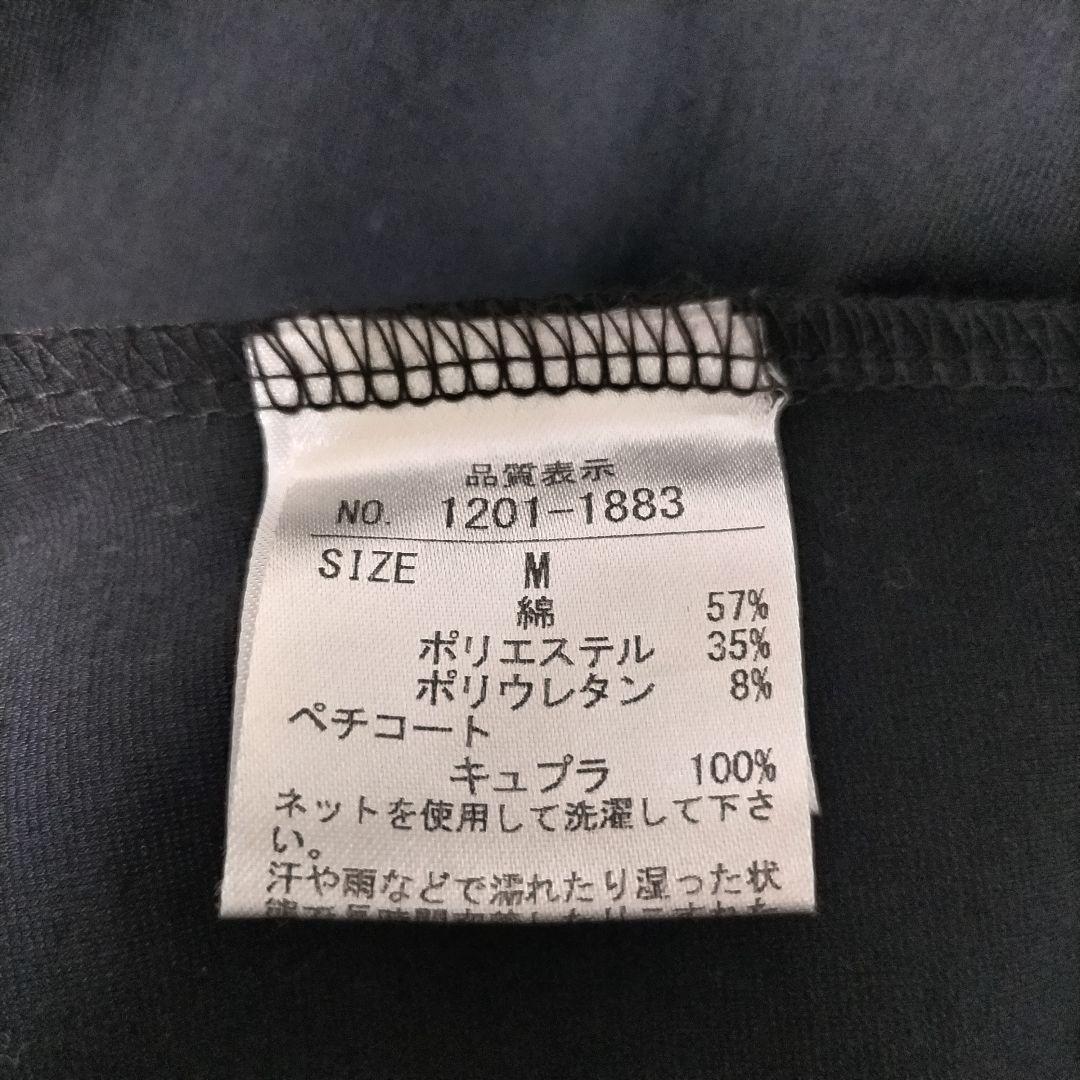 品質表示
NO. 1201-1883
SIZE M
綿 57%
ポリエステル 35%
ポリウレタン 8%
ペチコート
キュプラ 100%
ネットを使用して洗濯して下さ
い。
汗や雨などで濡れたり湿った状